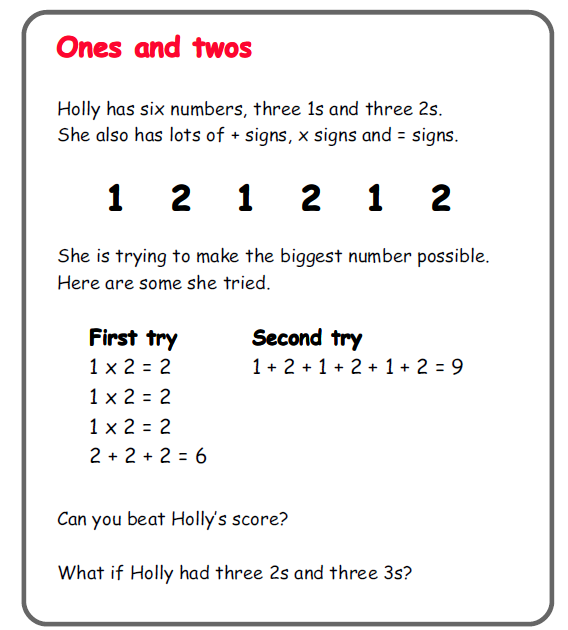 Ones and twos
Holly has six numbers, three 1s and three 2s.
She also has lots of + signs, x signs and = signs.
1 2 1 2 1 2
She is trying to make the biggest number possible.
Here are some she tried.
First try
1 x 2 = 2
1 x 2 = 2
1 x 2 = 2
2 + 2 + 2 = 6
Second try
1 + 2 + 1 + 2 + 1 + 2 = 9
Can you beat Holly's score?
What if Holly had three 2s and three 3s?